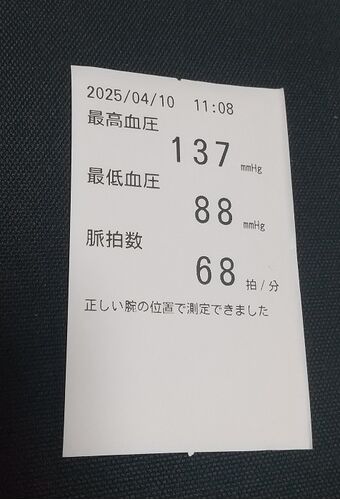 2025/04/10 11:08
最高血圧
137 mmHg
最低血圧
88 mmHg
脈拍数
68 拍/分
正しい腕の位置で測定できました